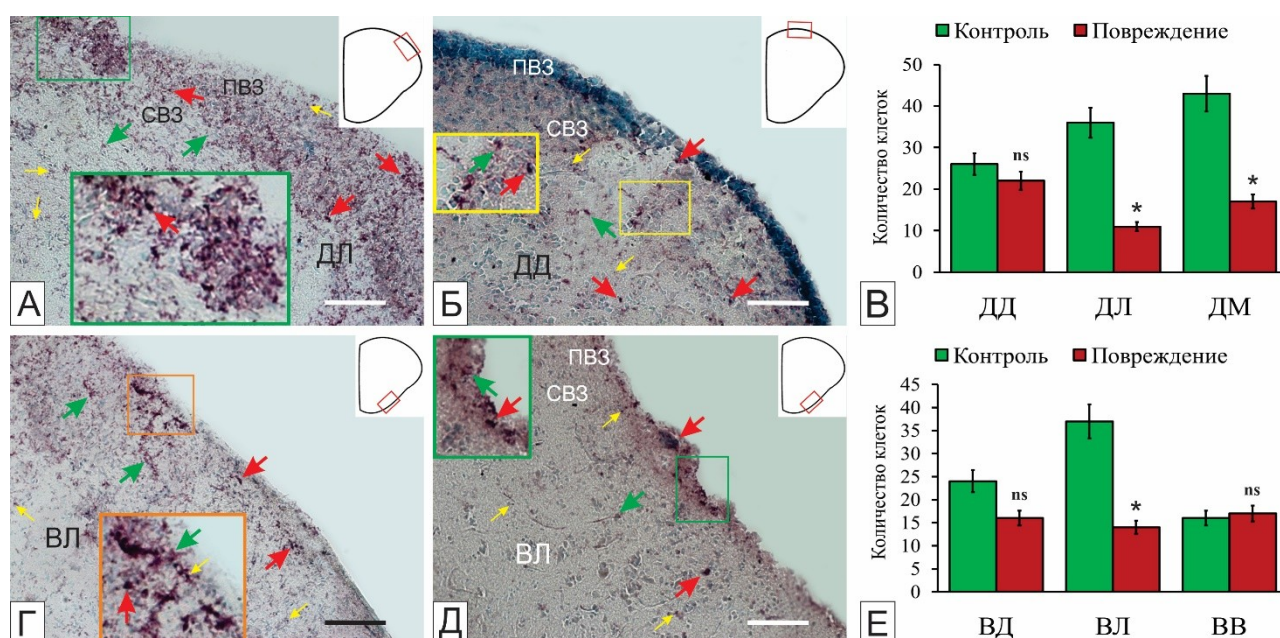 ПВЗ
СВЗ
ДЛ
А
ПВЗ
СВЗ
ДД
Б
Контроль Повреждение
Количество клеток
50
40
30
20
10
0
ns
*
*
ДД ДЛ ДМ
В
ВЛ
Г
ПВЗ
СВЗ
ВЛ
Д
Контроль Повреждение
Количество клеток
45
40
35
30
25
20
15
10
5
0
ns
*
ns
ВД ВЛ ВВ
Е